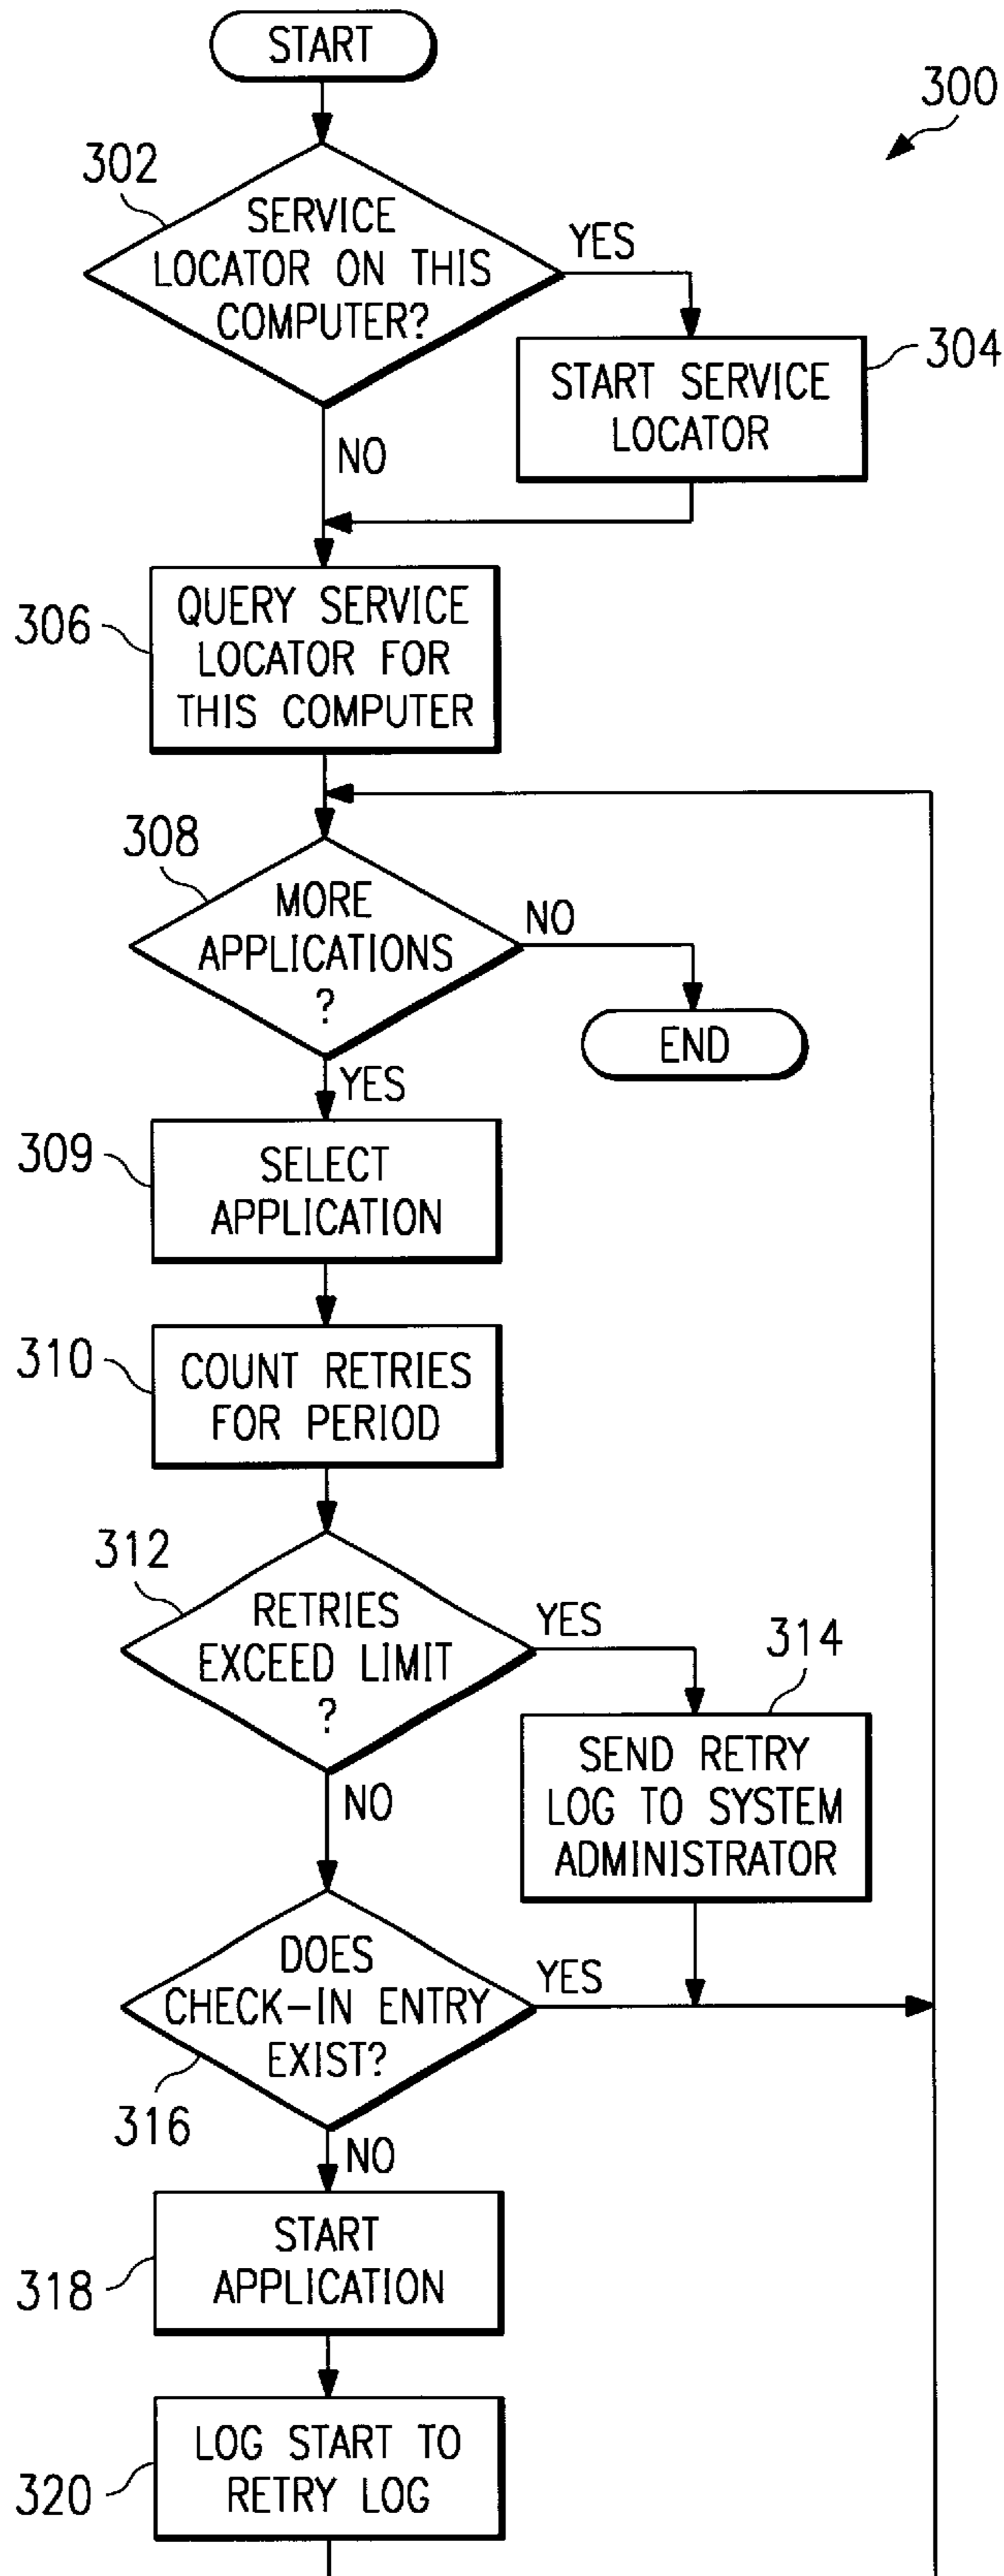 START
300
302
SERVICE
LOCATOR ON THIS
COMPUTER?
YES
START SERVICE
LOCATOR
304
NO
306
QUERY SERVICE
LOCATOR FOR
THIS COMPUTER
308
MORE
APPLICATIONS
?
NO
END
YES
309
SELECT
APPLICATION
310
COUNT RETRIES
FOR PERIOD
312
RETRIES
EXCEED LIMIT
?
YES
314
SEND RETRY
LOG TO SYSTEM
ADMINISTRATOR
NO
DOES
CHECK-IN ENTRY
EXIST?
YES
316
NO
START
APPLICATION
318
LOG START TO
RETRY LOG
320